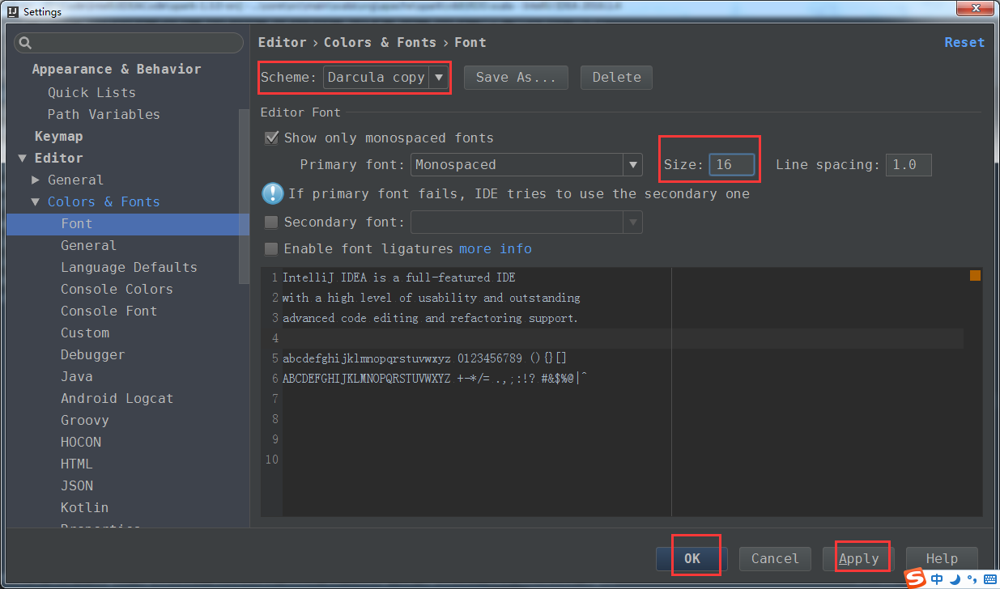 Settings
Appearance & Behavior
Quick Lists
Path Variables
Keymap
Editor
General
Colors & Fonts
Font
General
Language Defaults
Console Colors
Console Font
Custom
Debugger
Java
Android Logcat
Groovy
HOCON
HTML
JSON
Kotlin
Editor › Colors & Fonts › Font
Reset
Scheme: Darcula copy Save As... Delete
Editor Font
Show only monospaced fonts
Primary font: Monospaced Size: 16 Line spacing: 1.0
If primary font fails, IDE tries to use the secondary one
Secondary font:
Enable font ligatures more info
1 IntelliJ IDEA is a full-featured IDE
2 with a high level of usability and outstanding
3 advanced code editing and refactoring support.
4
5 abcdefghijklmnopqrstuvwxyz 0123456789 (){}[]
6 ABCDEFGHIJKLMNOPQRSTUVWXYZ +-*/= .,;:!? #&$%@|^
7
8
9
10
OK Cancel Apply Help
中